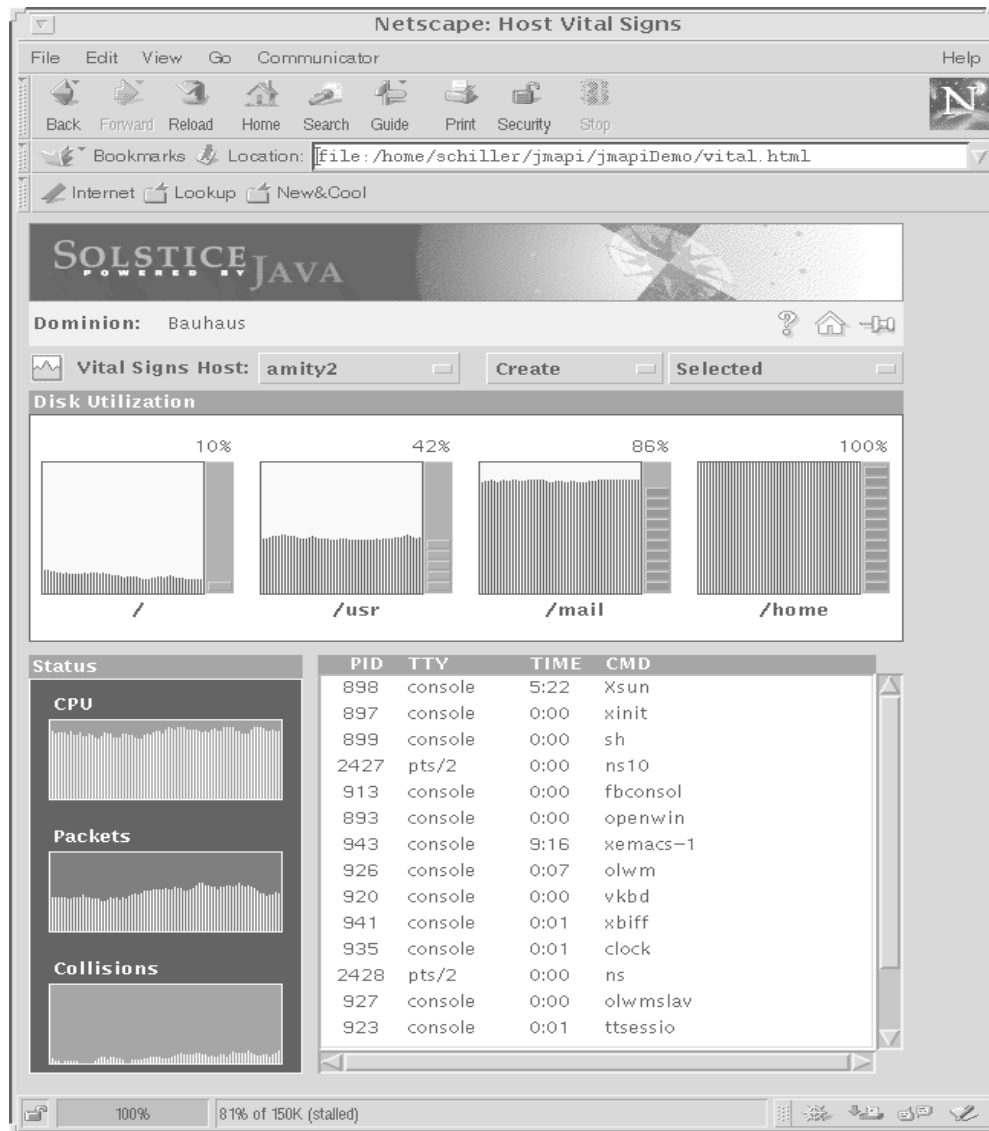 Netscape: Host Vital Signs
File Edit View Go Communicator Help
Back Forward Reload Home Search Guide Print Security Stop
N
Bookmarks Location: file:/home/schiller/jmapi/jmapiDemo/vital.html
Internet Lookup New&Cool
SOLSTICE
POWERED BY JAVA
Dominion: Bauhaus
Vital Signs Host: amity2 Create Selected
Disk Utilization
10% 42% 86% 100%
/ /usr /mail /home
Status
CPU
Packets
Collisions
PID TTY TIME CMD
898 console 5:22 Xsun
897 console 0:00 xinit
899 console 0:00 sh
2427 pts/2 0:00 ns10
913 console 0:00 fbconsol
893 console 0:00 openwin
943 console 9:16 xemacs-1
926 console 0:07 olwm
920 console 0:00 vkbd
941 console 0:01 xbiff
935 console 0:01 clock
2428 pts/2 0:00 ns
927 console 0:00 olwmslav
923 console 0:01 ttsessio
100% 81% of 150K (stalled)